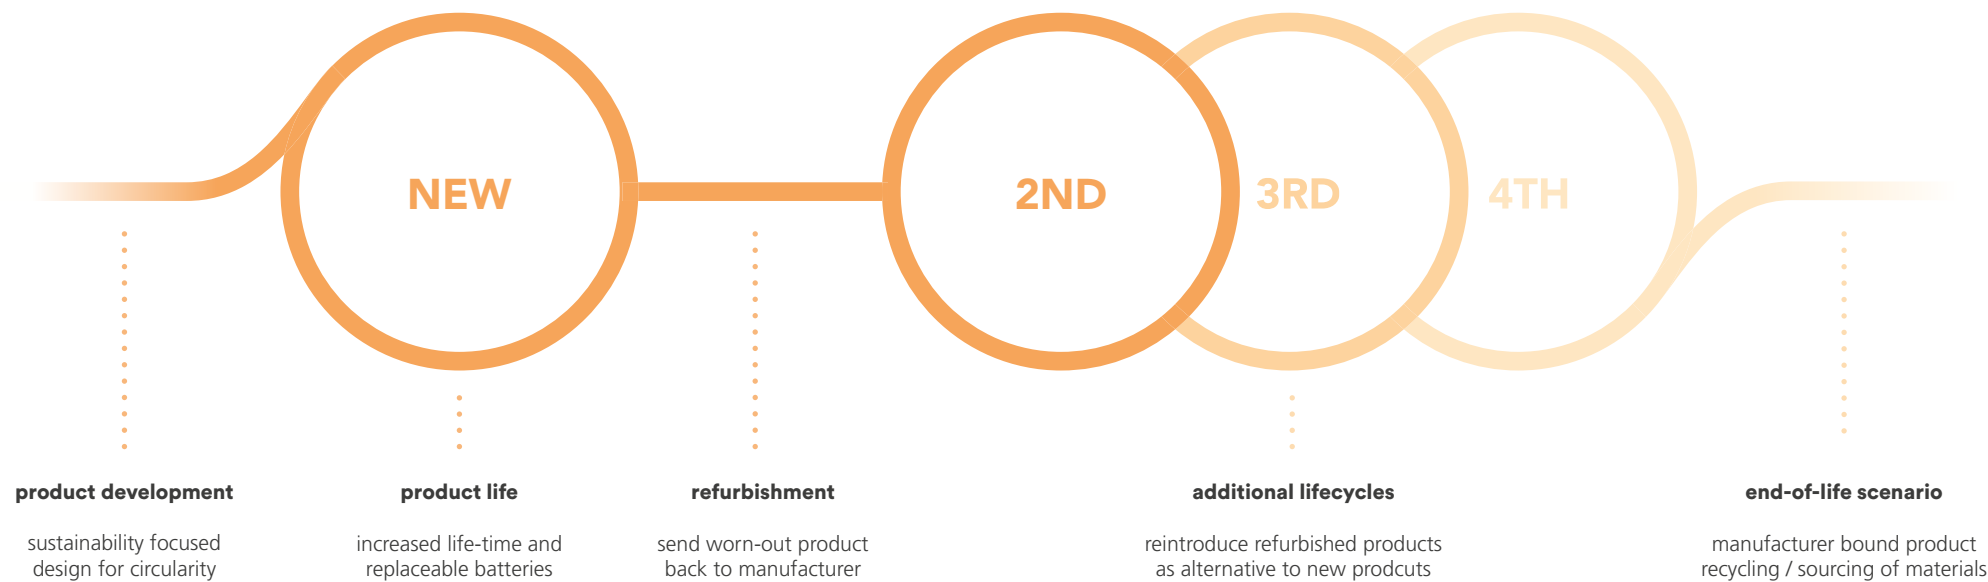 NEW
2ND
3RD
4TH
product development
sustainability focused
design for circularity
product life
increased life-time and
replaceable batteries
refurbishment
send worn-out product
back to manufacturer
additional lifecycles
reintroduce refurbished products
as alternative to new prodcuts
end-of-life scenario
manufacturer bound product
recycling / sourcing of materials